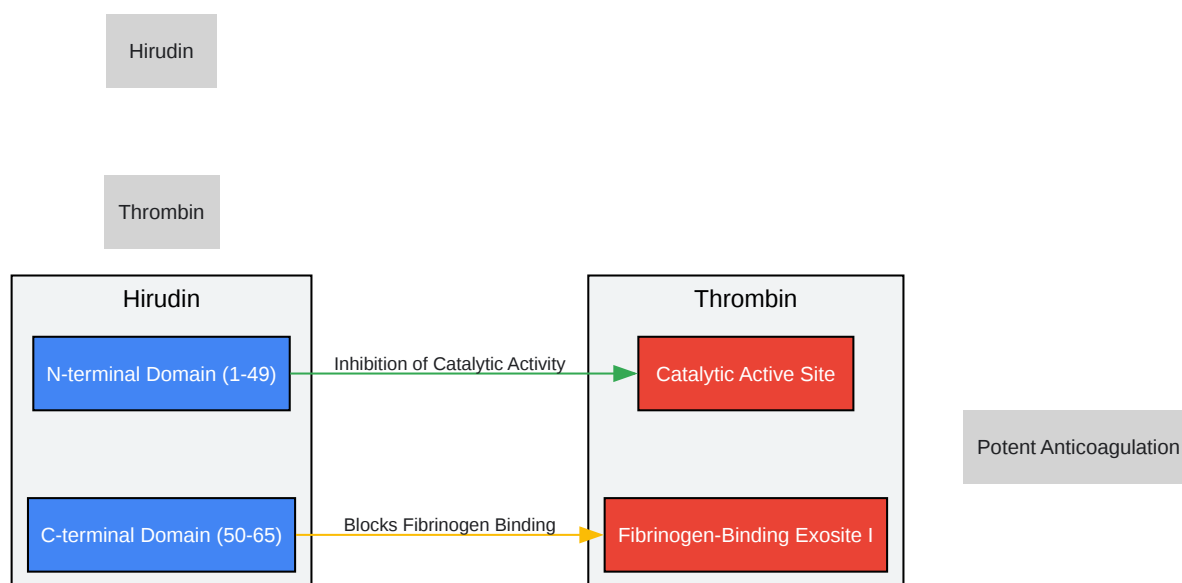 Hirudin
Thrombin
Hirudin
Thrombin
N-terminal Domain (1-49)
Inhibition of Catalytic Activity
Catalytic Active Site
Potent Anticoagulation
C-terminal Domain (50-65)
Blocks Fibrinogen Binding
Fibrinogen-Binding Exosite I